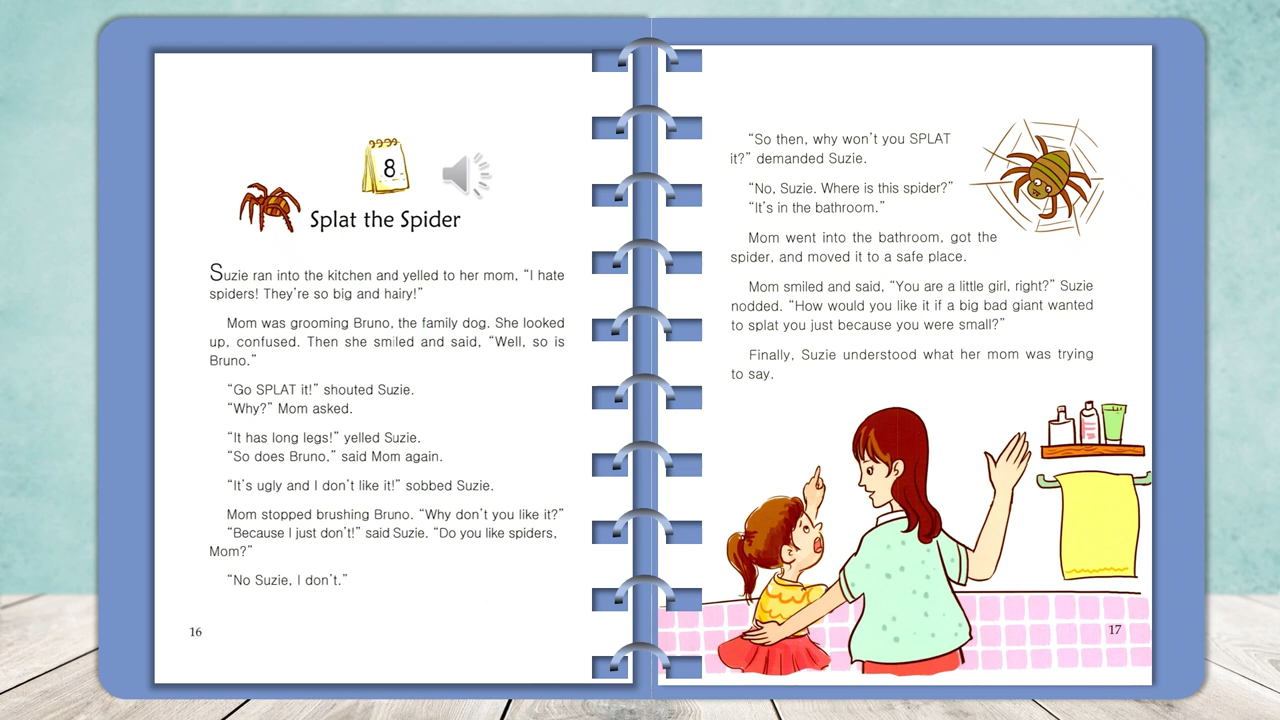 8
Splat the Spider
Suzie ran into the kitchen and yelled to her mom, “I hate
spiders! They’re so big and hairy!”
Mom was grooming Bruno, the family dog. She looked
up, confused. Then she smiled and said, “Well, so is
Bruno.”
“Go SPLAT it!” shouted Suzie.
“Why?” Mom asked.
“It has long legs!” yelled Suzie.
“So does Bruno,” said Mom again.
“It’s ugly and I don’t like it!” sobbed Suzie.
Mom stopped brushing Bruno. “Why don’t you like it?”
“Because I just don’t!” said Suzie. “Do you like spiders,
Mom?”
“No Suzie, I don’t.”
16
“So then, why won’t you SPLAT
it?” demanded Suzie.
“No, Suzie. Where is this spider?”
“It’s in the bathroom.”
Mom went into the bathroom, got the
spider, and moved it to a safe place.
Mom smiled and said, “You are a little girl, right?” Suzie
nodded. “How would you like it if a big bad giant wanted
to splat you just because you were small?”
Finally, Suzie understood what her mom was trying
to say.
17